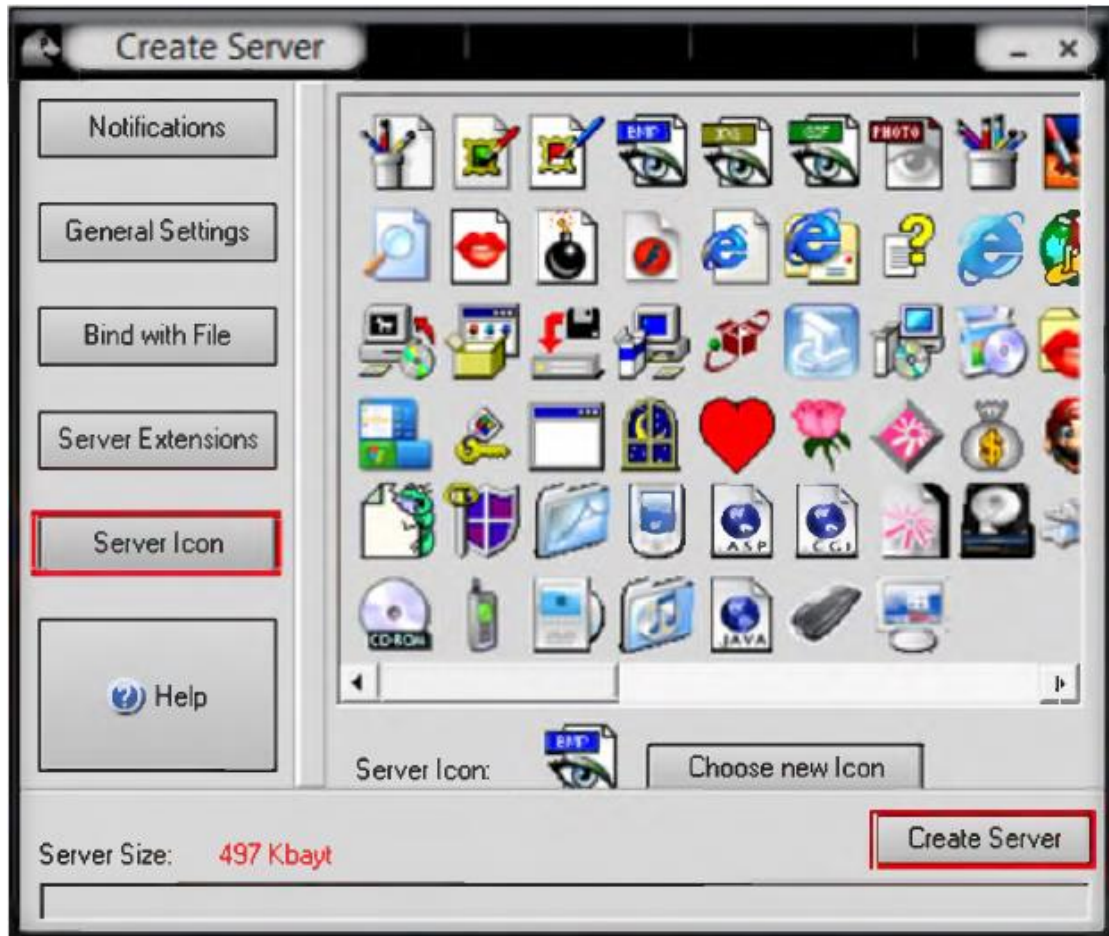 Create Server
Notifications
General Settings
Bind with File
Server Extensions
Server Icon
Help
BMP
JPG
GIF
PHOTO
ASP
CGI
CD-ROM
JAVA
Server Icon:
BMP
Choose new Icon
Server Size: 497 Kbayt
Create Server